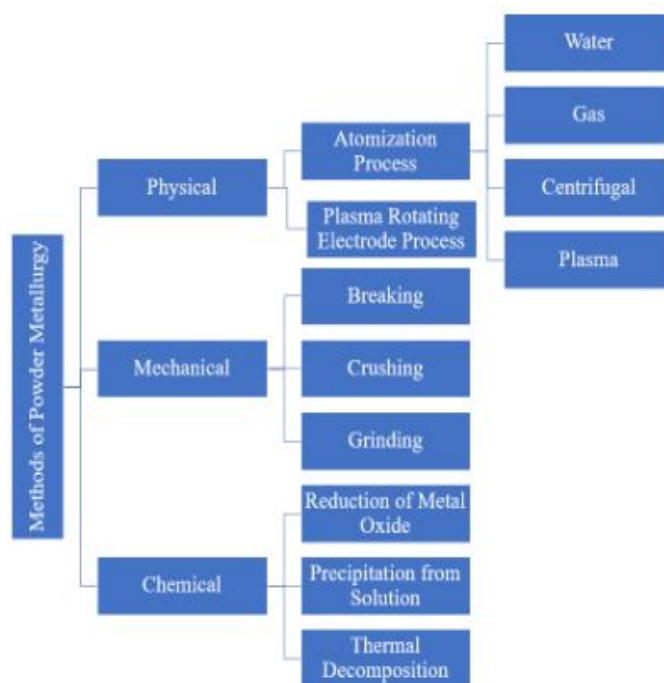 Methods of Powder Metallurgy
Physical
Atomization
Process
Water
Gas
Centrifugal
Plasma
Plasma Rotating
Electrode Process
Mechanical
Breaking
Crushing
Grinding
Chemical
Reduction of Metal
Oxide
Precipitation from
Solution
Thermal
Decomposition